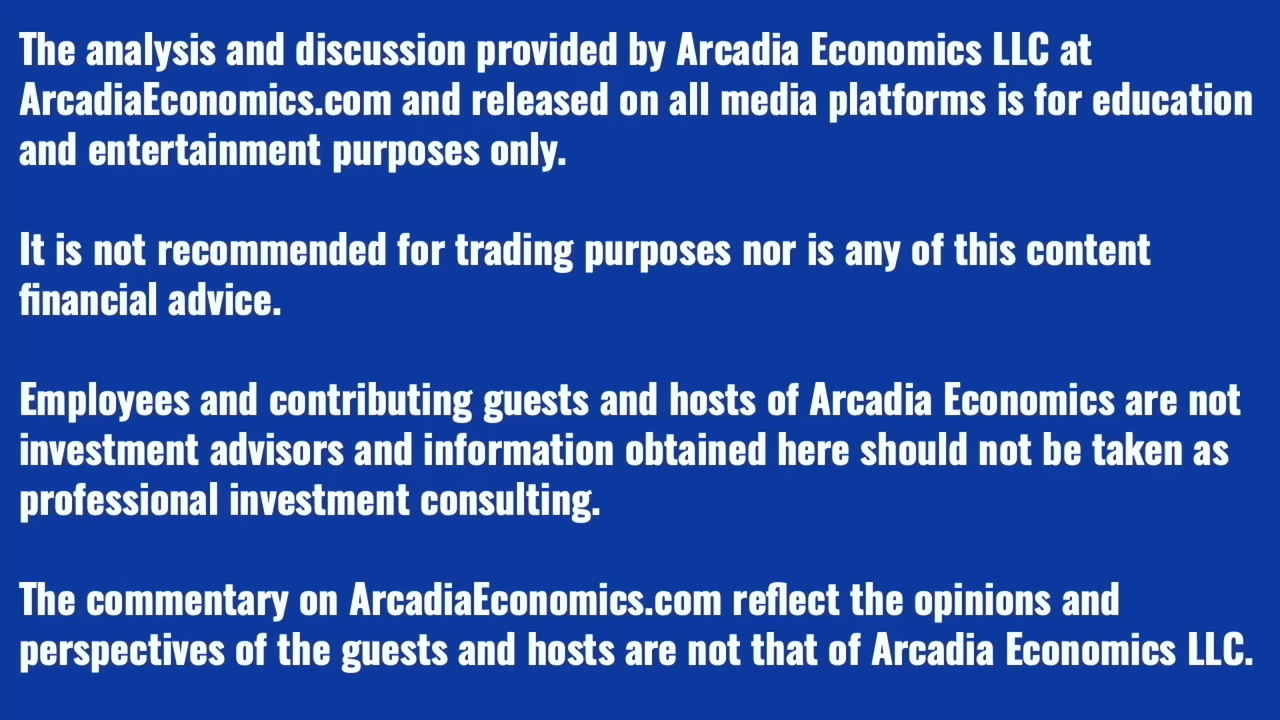 The analysis and discussion provided by Arcadia Economics LLC at
ArcadiaEconomics.com and released on all media platforms is for education
and entertainment purposes only.
It is not recommended for trading purposes nor is any of this content
financial advice.
Employees and contributing guests and hosts of Arcadia Economics are not
investment advisors and information obtained here should not be taken as
professional investment consulting.
The commentary on ArcadiaEconomics.com reflect the opinions and
perspectives of the guests and hosts are not that of Arcadia Economics LLC.